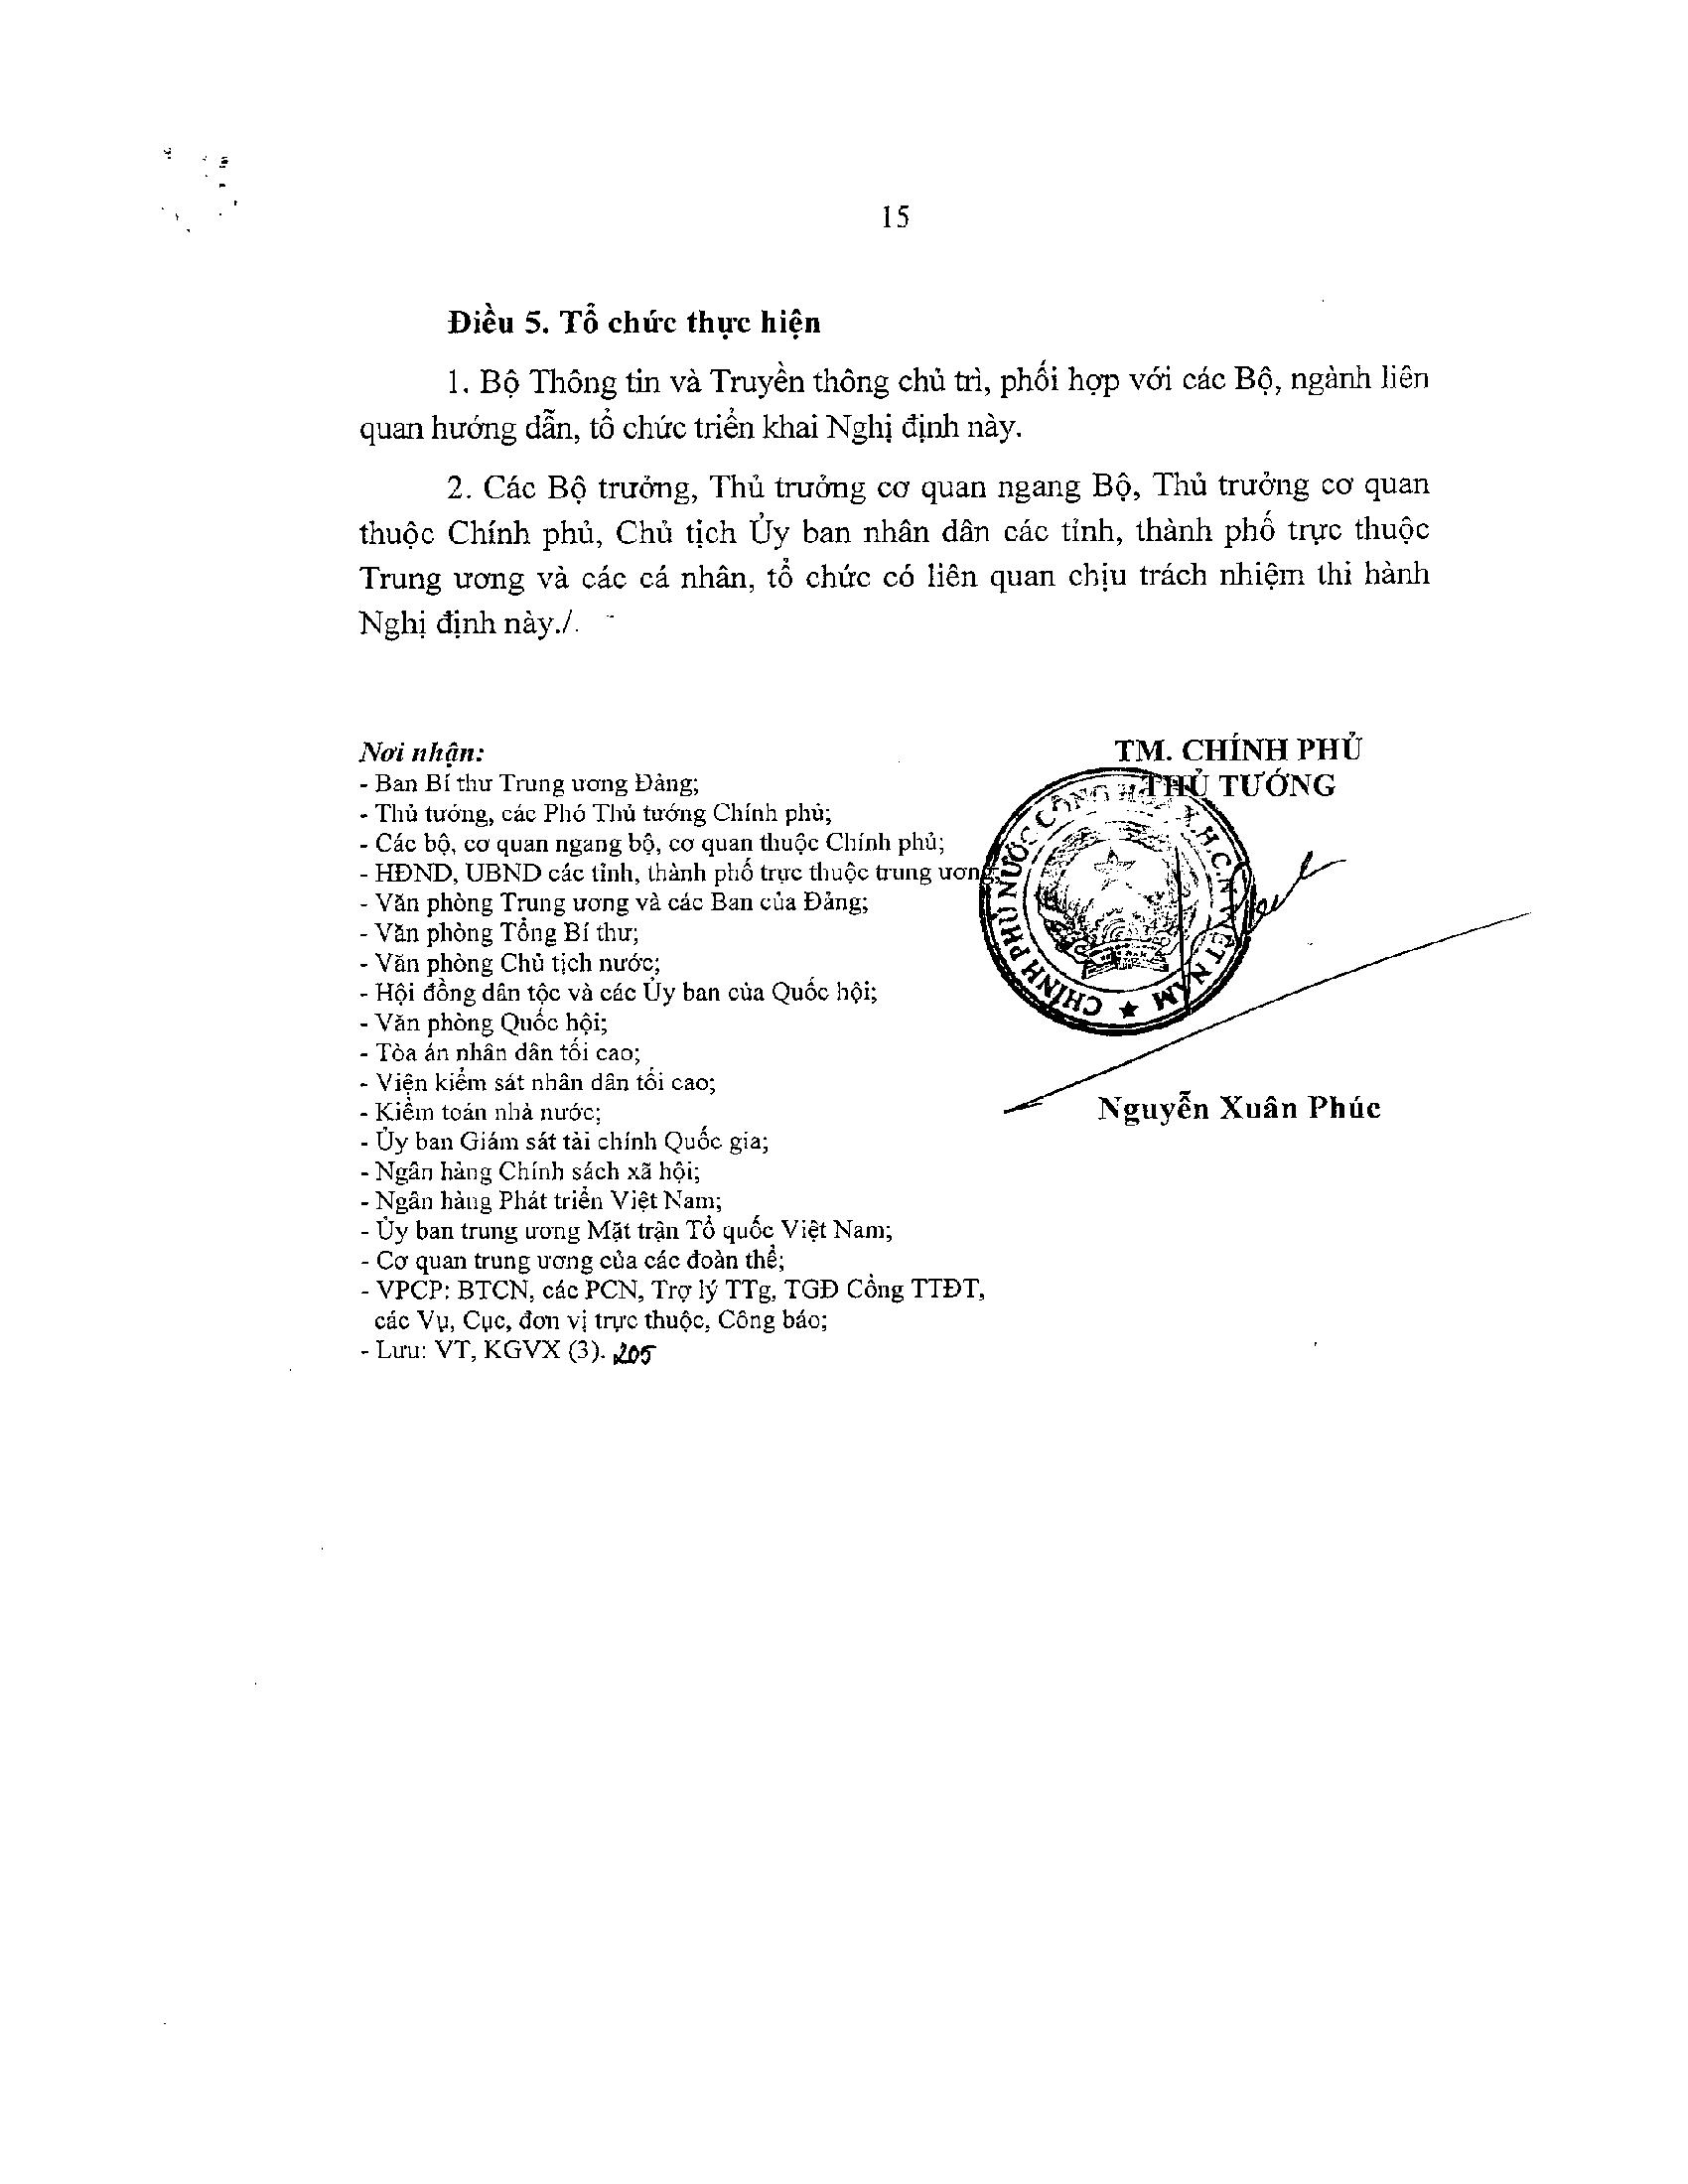 15
Điều 5. Tổ chức thực hiện
1. Bộ Thông tin và Truyền thông chủ trì, phối hợp với các Bộ, ngành liên
quan hướng dẫn, tổ chức triển khai Nghị định này.
2. Các Bộ trưởng, Thủ trưởng cơ quan ngang Bộ, Thủ trưởng cơ quan
thuộc Chính phủ, Chủ tịch Ủy ban nhân dân các tỉnh, thành phố trực thuộc
Trung ương và các cá nhân, tổ chức có liên quan chịu trách nhiệm thi hành
Nghị định này./.
Nơi nhận:
- Ban Bí thư Trung ương Đảng;
- Thủ tướng, các Phó Thủ tướng Chính phủ;
- Các bộ, cơ quan ngang bộ, cơ quan thuộc Chính phủ;
- HĐND, UBND các tỉnh, thành phố trực thuộc trung ương;
- Văn phòng Trung ương và các Ban của Đảng;
- Văn phòng Tổng Bí thư;
- Văn phòng Chủ tịch nước;
- Hội đồng dân tộc và các Ủy ban của Quốc hội;
- Văn phòng Quốc hội;
- Tòa án nhân dân tối cao;
- Viện kiểm sát nhân dân tối cao;
- Kiểm toán nhà nước;
- Ủy ban Giám sát tài chính Quốc gia;
- Ngân hàng Chính sách xã hội;
- Ngân hàng Phát triển Việt Nam;
- Ủy ban trung ương Mặt trận Tổ quốc Việt Nam;
- Cơ quan trung ương của các đoàn thể;
- VPCP: BTCN, các PCN, Trợ lý TTg, TGĐ Cổng TTĐT,
các Vụ, Cục, đơn vị trực thuộc, Công báo;
- Lưu: VT, KGVX (3). 205
TM. CHÍNH PHỦ
THỦ TƯỚNG
CHÍNH PHỦ NƯỚC CỘNG HÒA X.H.C.N VIỆT NAM
Nguyễn Xuân Phúc